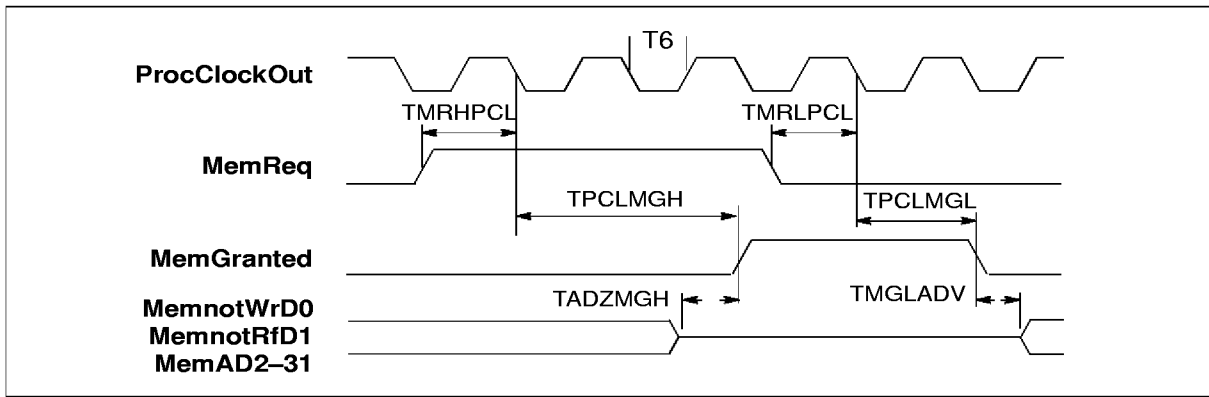 T6
ProcClockOut
TMRHPCL
TMRLPCL
MemReq
TPCLMGH
TPCLMGL
MemGranted
TADZMGH
TMGLADV
MemnotWrD0
MemnotRfD1
MemAD2–31